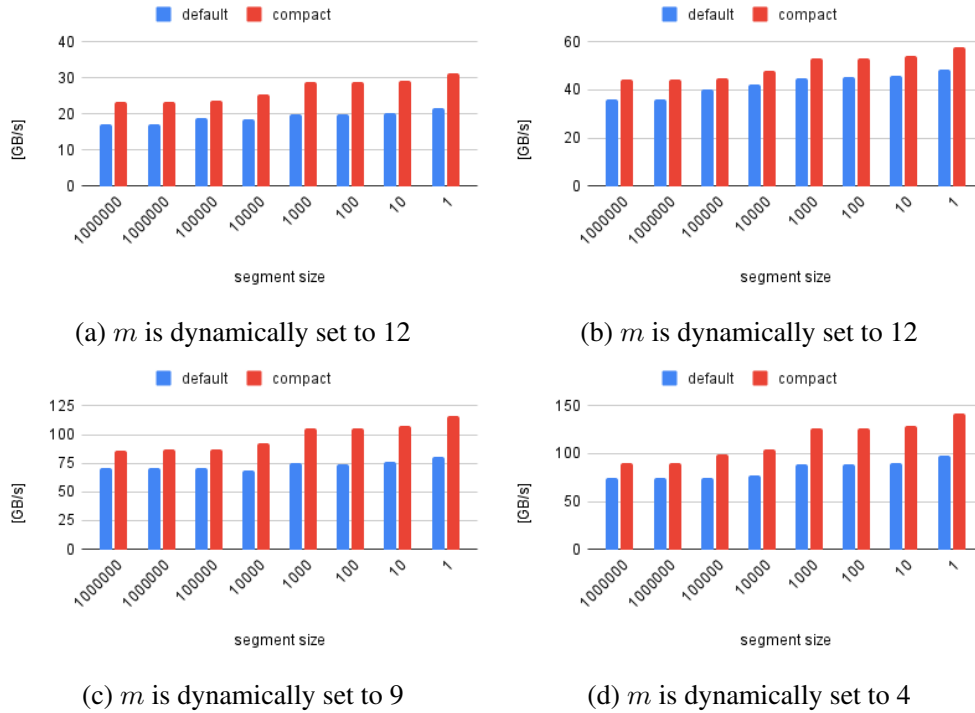 default compact
40
30
20
10
0
[GB/s]
1000000 1000000 100000 10000 1000 100 10 1
segment size
(a) m is dynamically set to 12
default compact
60
40
20
0
[GB/s]
1000000 1000000 100000 10000 1000 100 10 1
segment size
(b) m is dynamically set to 12
default compact
125
100
75
50
25
0
[GB/s]
1000000 1000000 100000 10000 1000 100 10 1
segment size
(c) m is dynamically set to 9
default compact
150
100
50
0
[GB/s]
1000000 1000000 100000 10000 1000 100 10 1
segment size
(d) m is dynamically set to 4